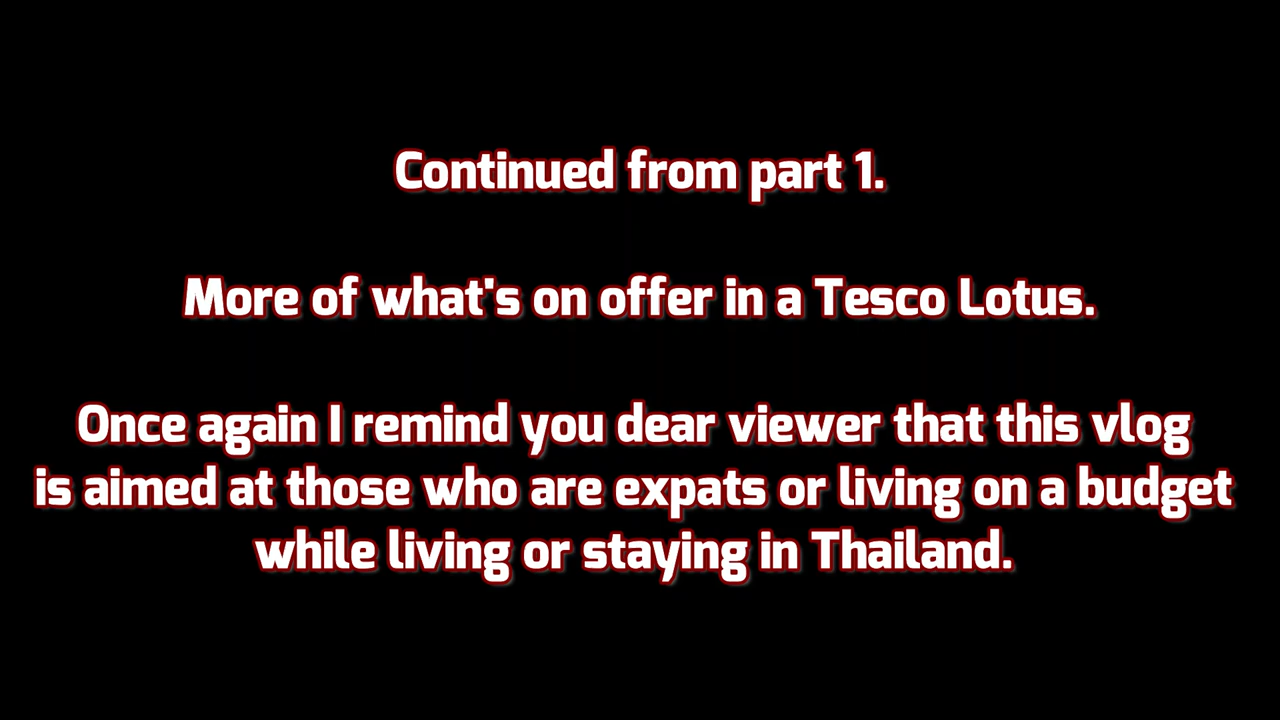 Continued from part 1.
More of what's on offer in a Tesco Lotus.
Once again I remind you dear viewer that this vlog
is aimed at those who are expats or living on a budget
while living or staying in Thailand.